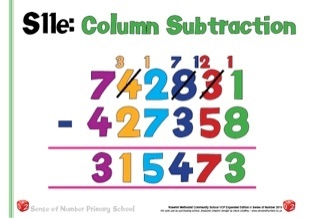 S11e: Column Subtraction
3 1 7 12 1
742831
- 427358
315473
Sense of Number Primary School